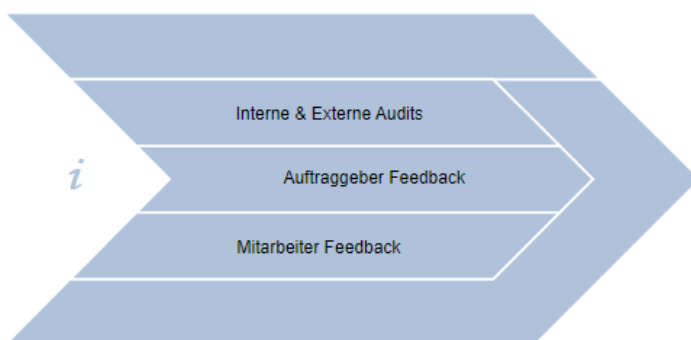 Interne & Externe Audits
i
Auftraggeber Feedback
Mitarbeiter Feedback